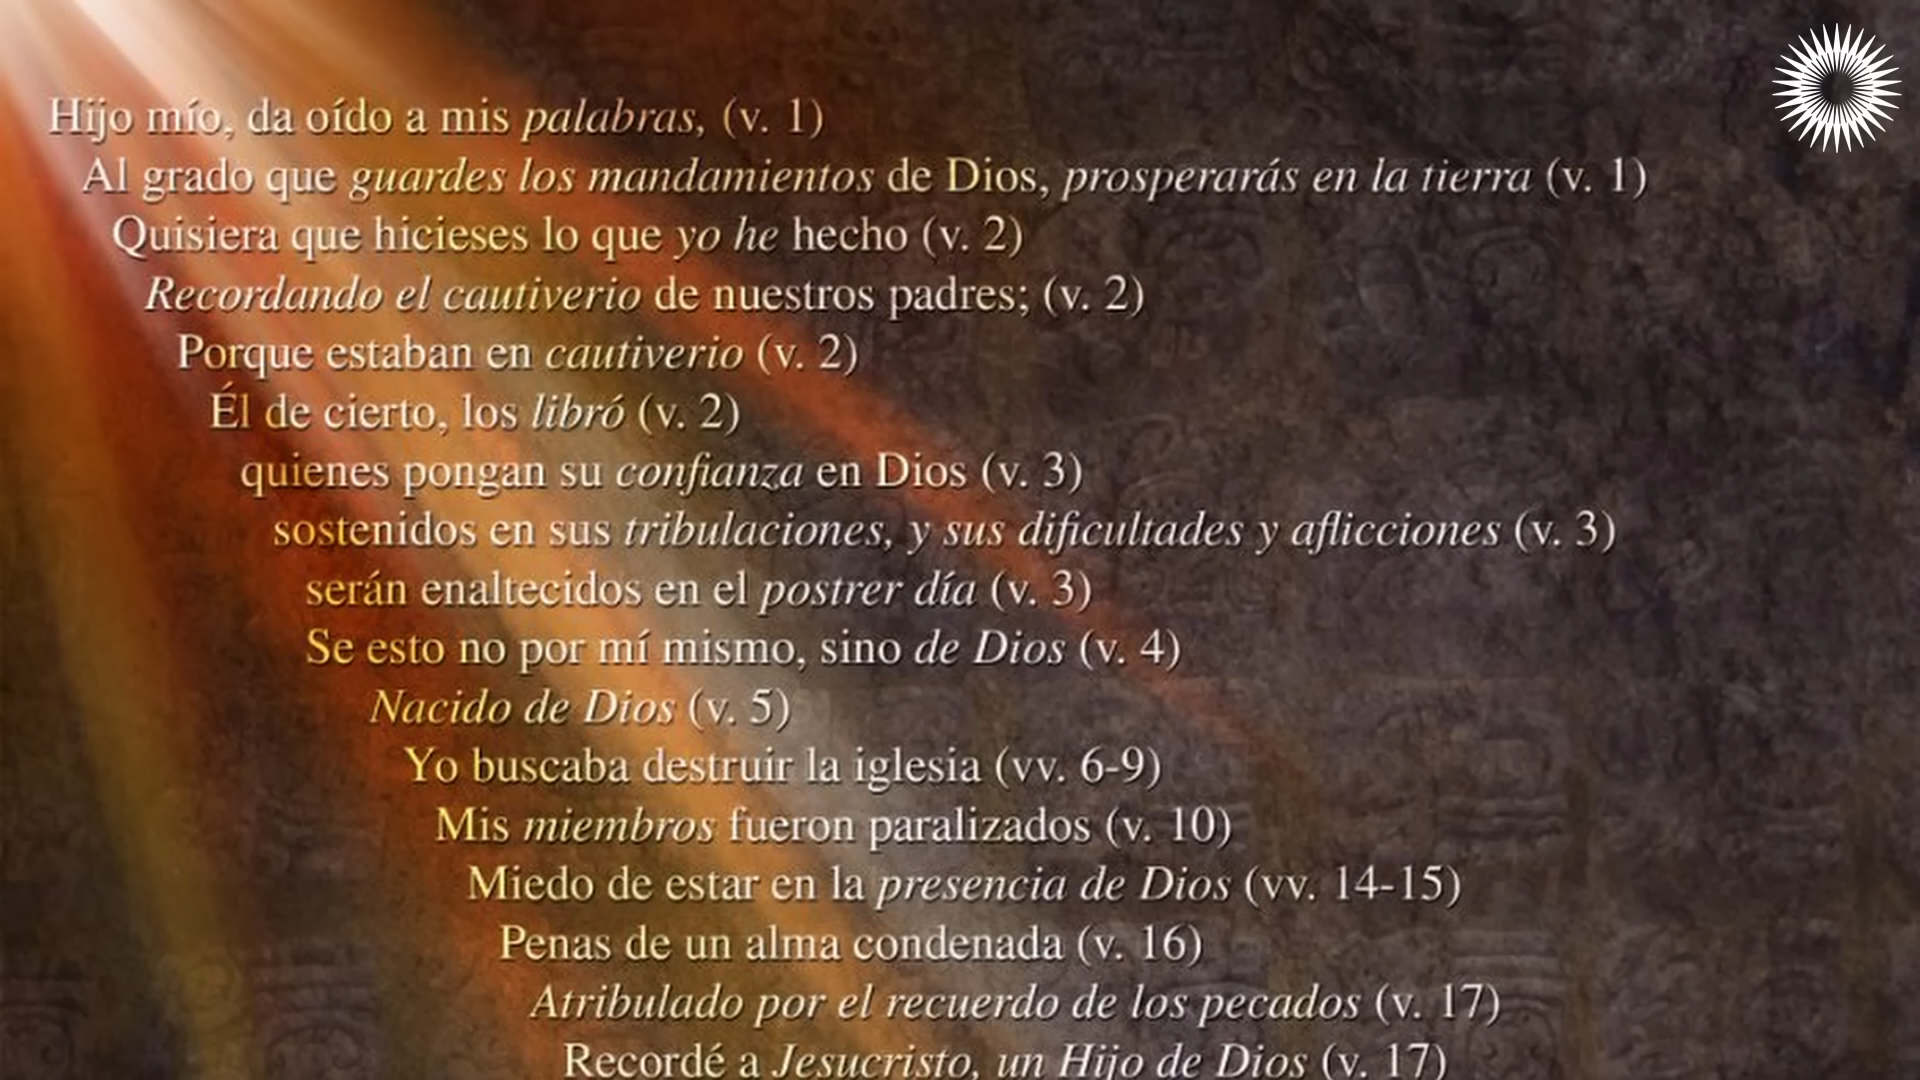 Hijo mío, da oído a mis palabras, (v. 1)
Al grado que guardes los mandamientos de Dios, prosperarás en la tierra (v. 1)
Quisiera que hicieses lo que yo he hecho (v. 2)
Recordando el cautiverio de nuestros padres; (v. 2)
Porque estaban en cautiverio (v. 2)
Él de cierto, los libró (v. 2)
quienes pongan su confianza en Dios (v. 3)
sostenidos en sus tribulaciones, y sus dificultades y aflicciones (v. 3)
serán enaltecidos en el postrer día (v. 3)
Se esto no por mí mismo, sino de Dios (v. 4)
Nacido de Dios (v. 5)
Yo buscaba destruir la iglesia (vv. 6-9)
Mis miembros fueron paralizados (v. 10)
Miedo de estar en la presencia de Dios (vv. 14-15)
Penas de un alma condenada (v. 16)
Atribulado por el recuerdo de los pecados (v. 17)
Recordé a Jesucristo, un Hijo de Dios (v. 17)